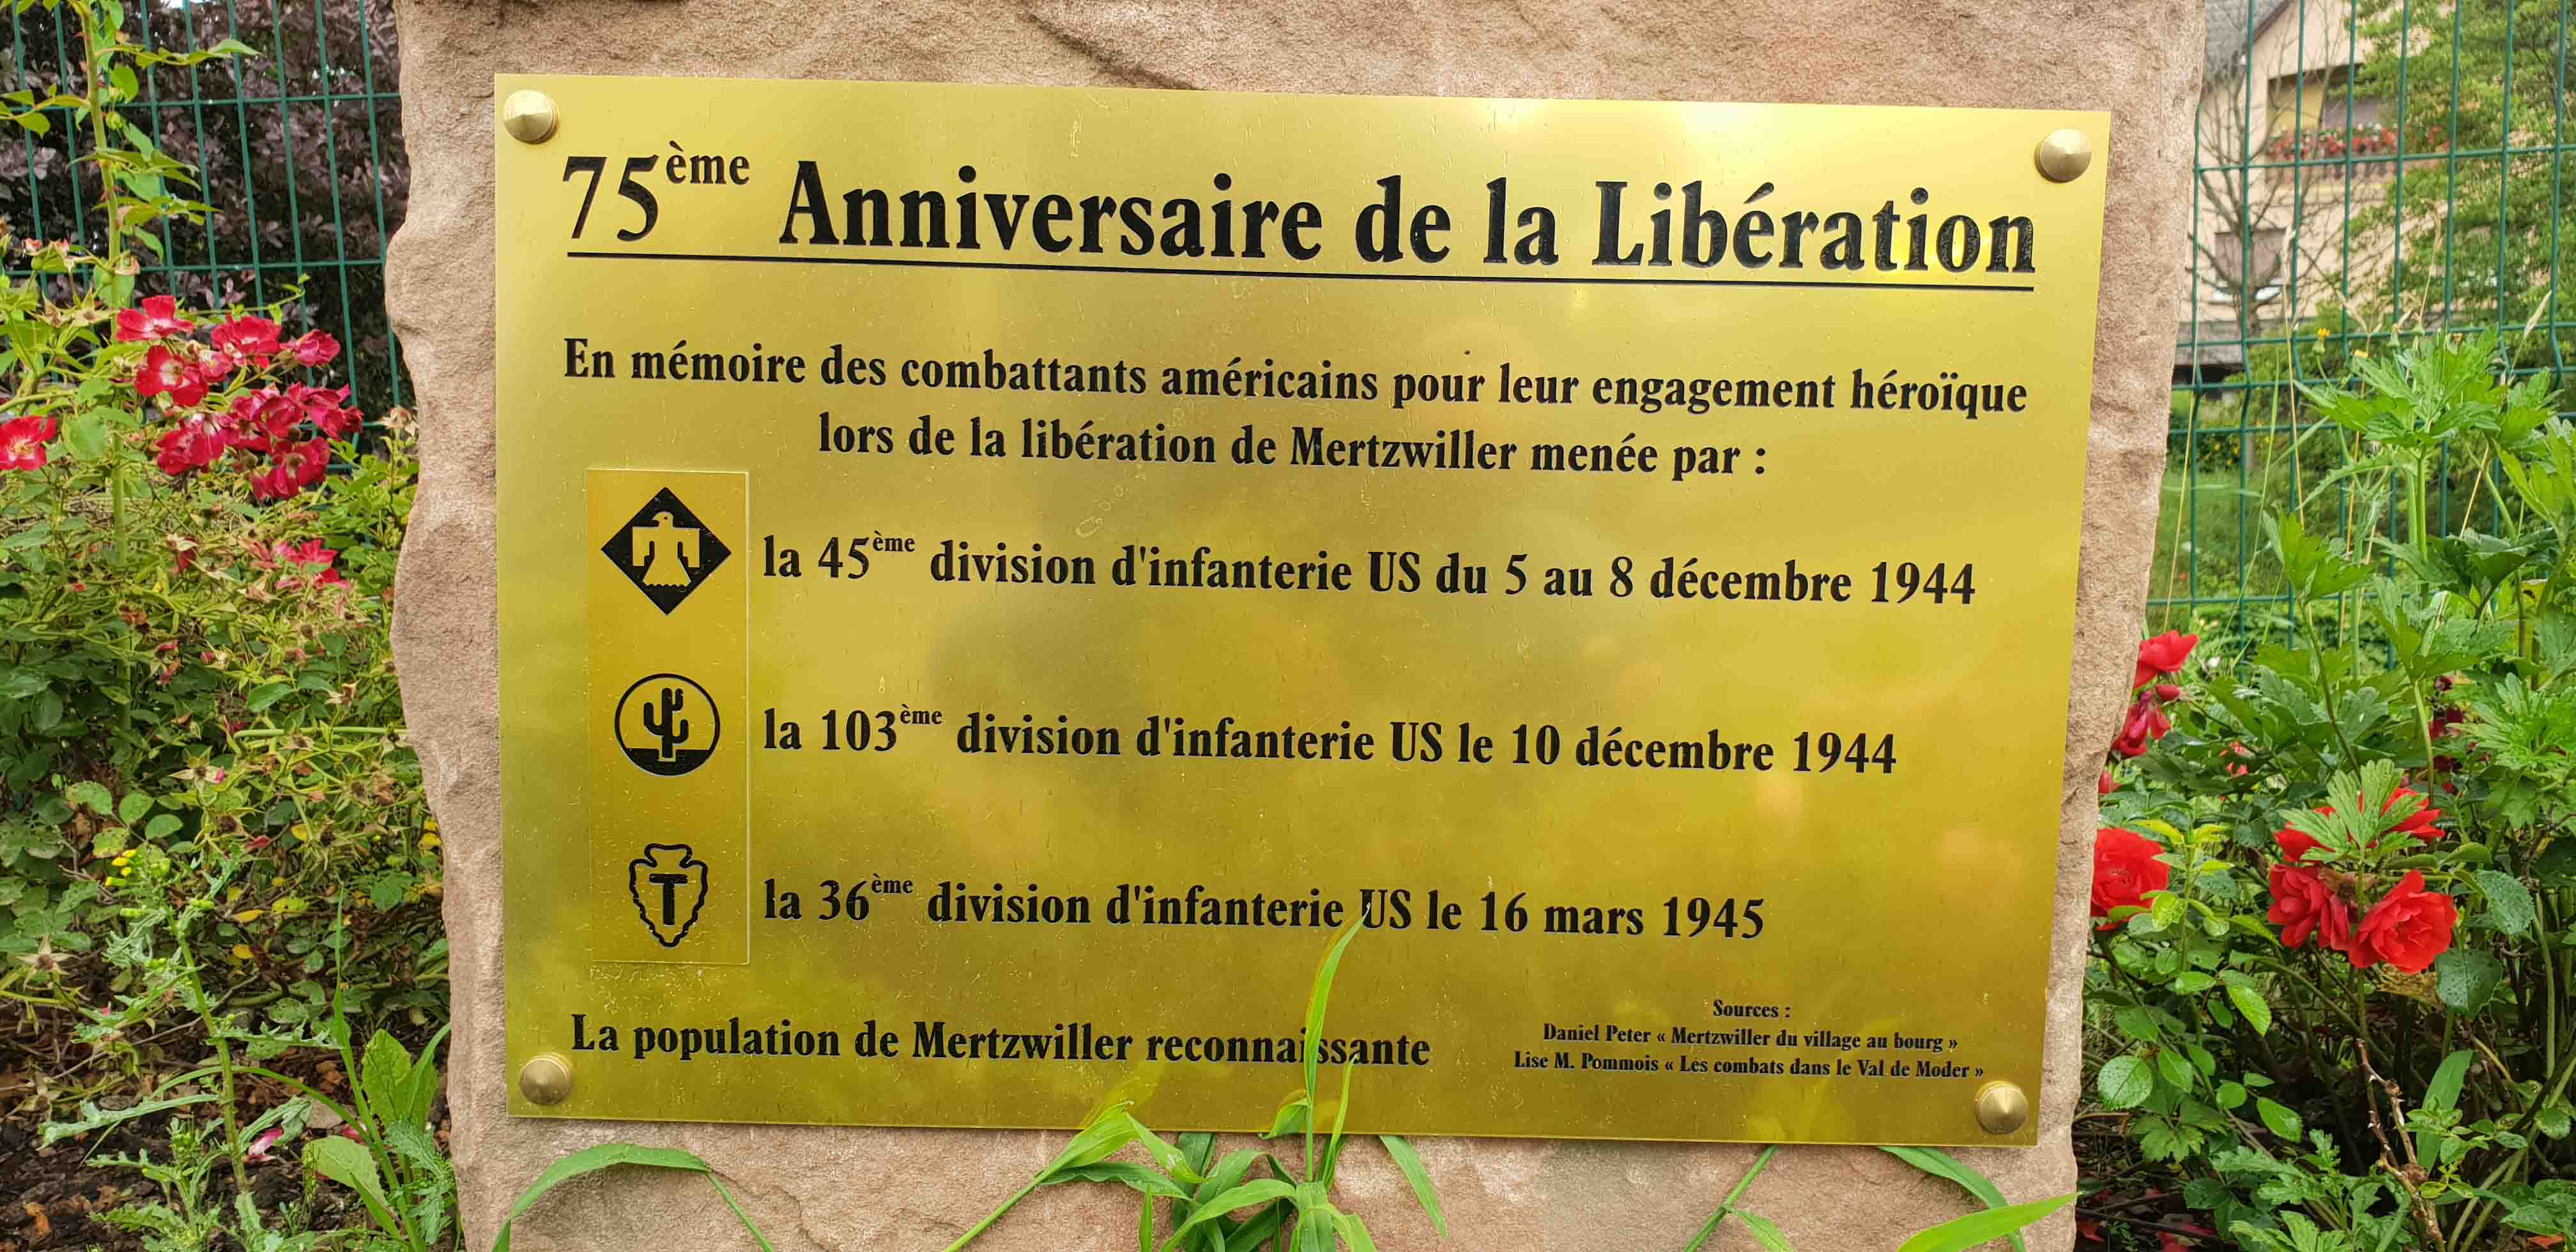 75ème Anniversaire de la Libération
En mémoire des combattants américains pour leur engagement héroïque
lors de la libération de Mertzwiller menée par :
la 45ème division d'infanterie US du 5 au 8 décembre 1944
la 103ème division d'infanterie US le 10 décembre 1944
T
la 36ème division d'infanterie US le 16 mars 1945
La population de Mertzwiller reconnaissante
Sources :
Daniel Peter « Mertzwiller du village au bourg »
Lise M. Pommois « Les combats dans le Val de Moder »